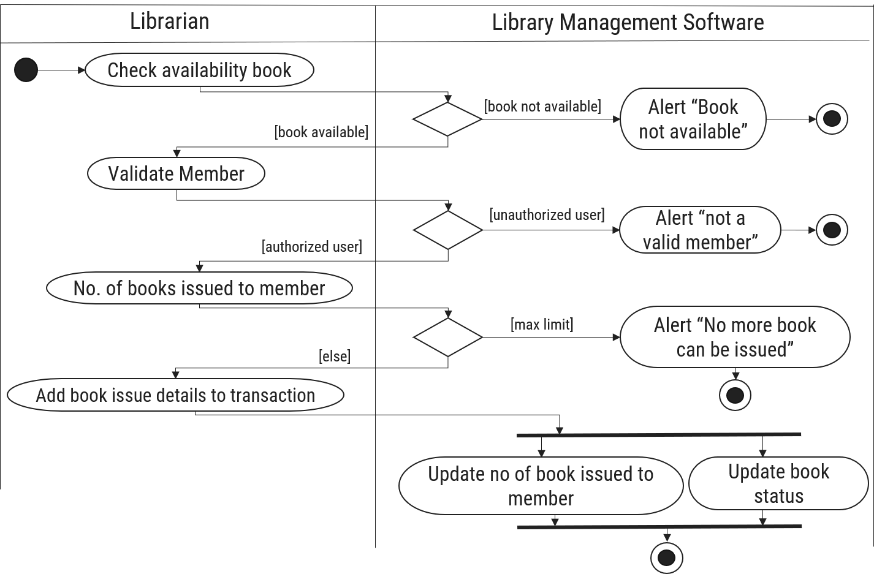 Librarian
Library Management Software
Check availability book
[book not available]
Alert “Book
not available”
[book available]
Validate Member
[unauthorized user]
Alert “not a
valid member”
[authorized user]
No. of books issued to member
[max limit]
Alert “No more book
can be issued”
[else]
Add book issue details to transaction
Update no of book issued to
member
Update book
status